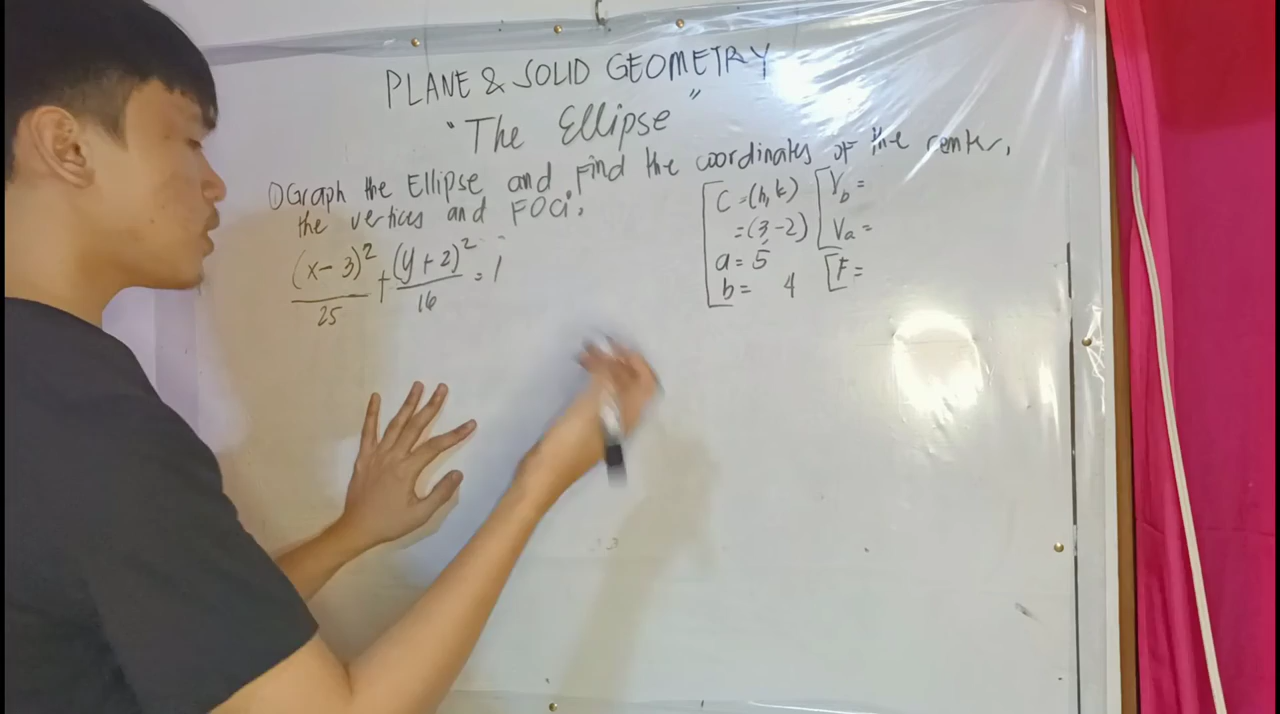 PLANE & SOLID GEOMETRY
"The Ellipse"
① Graph the Ellipse and Find the coordinates of the center,
the vertices and FOCi.
(x - 3)² / 25 + (y + 2)² / 16 = 1
C = (h, k)
= (3, -2)
a = 5
b = 4
V_b =
V_a =
F =